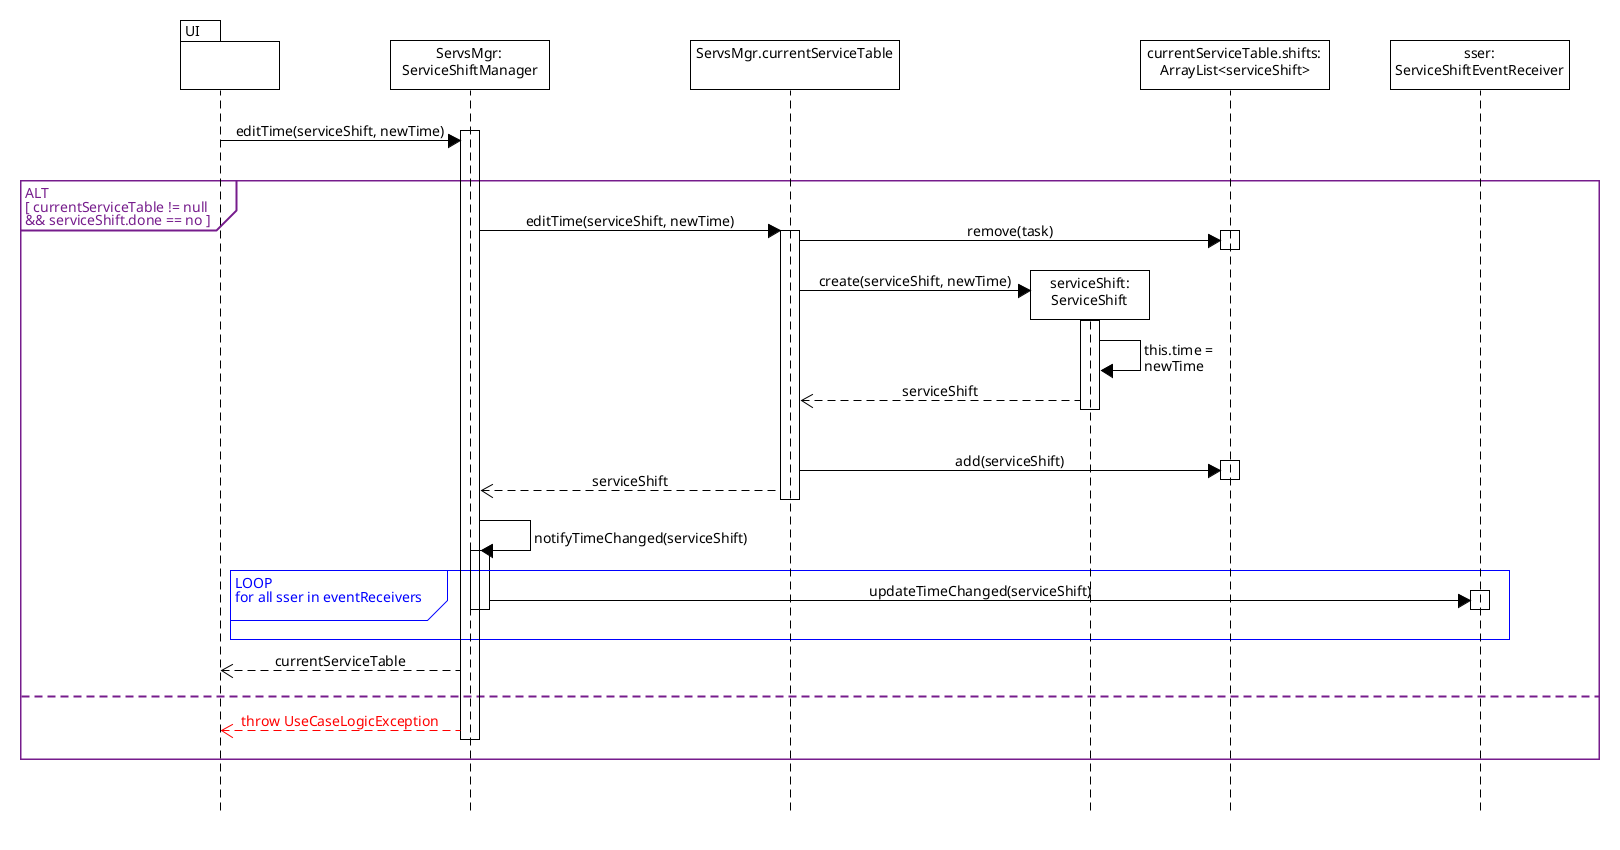 UI
ServsMgr:
ServiceShiftManager
ServsMgr.currentServiceTable
currentServiceTable.shifts:
ArrayList<serviceShift>
sser:
ServiceShiftEventReceiver
editTime(serviceShift, newTime)
ALT
[ currentServiceTable != null
&& serviceShift.done == no ]
editTime(serviceShift, newTime)
remove(task)
create(serviceShift, newTime)
serviceShift:
ServiceShift
this.time =
newTime
serviceShift
add(serviceShift)
serviceShift
notifyTimeChanged(serviceShift)
LOOP
for all sser in eventReceivers
updateTimeChanged(serviceShift)
currentServiceTable
throw UseCaseLogicException